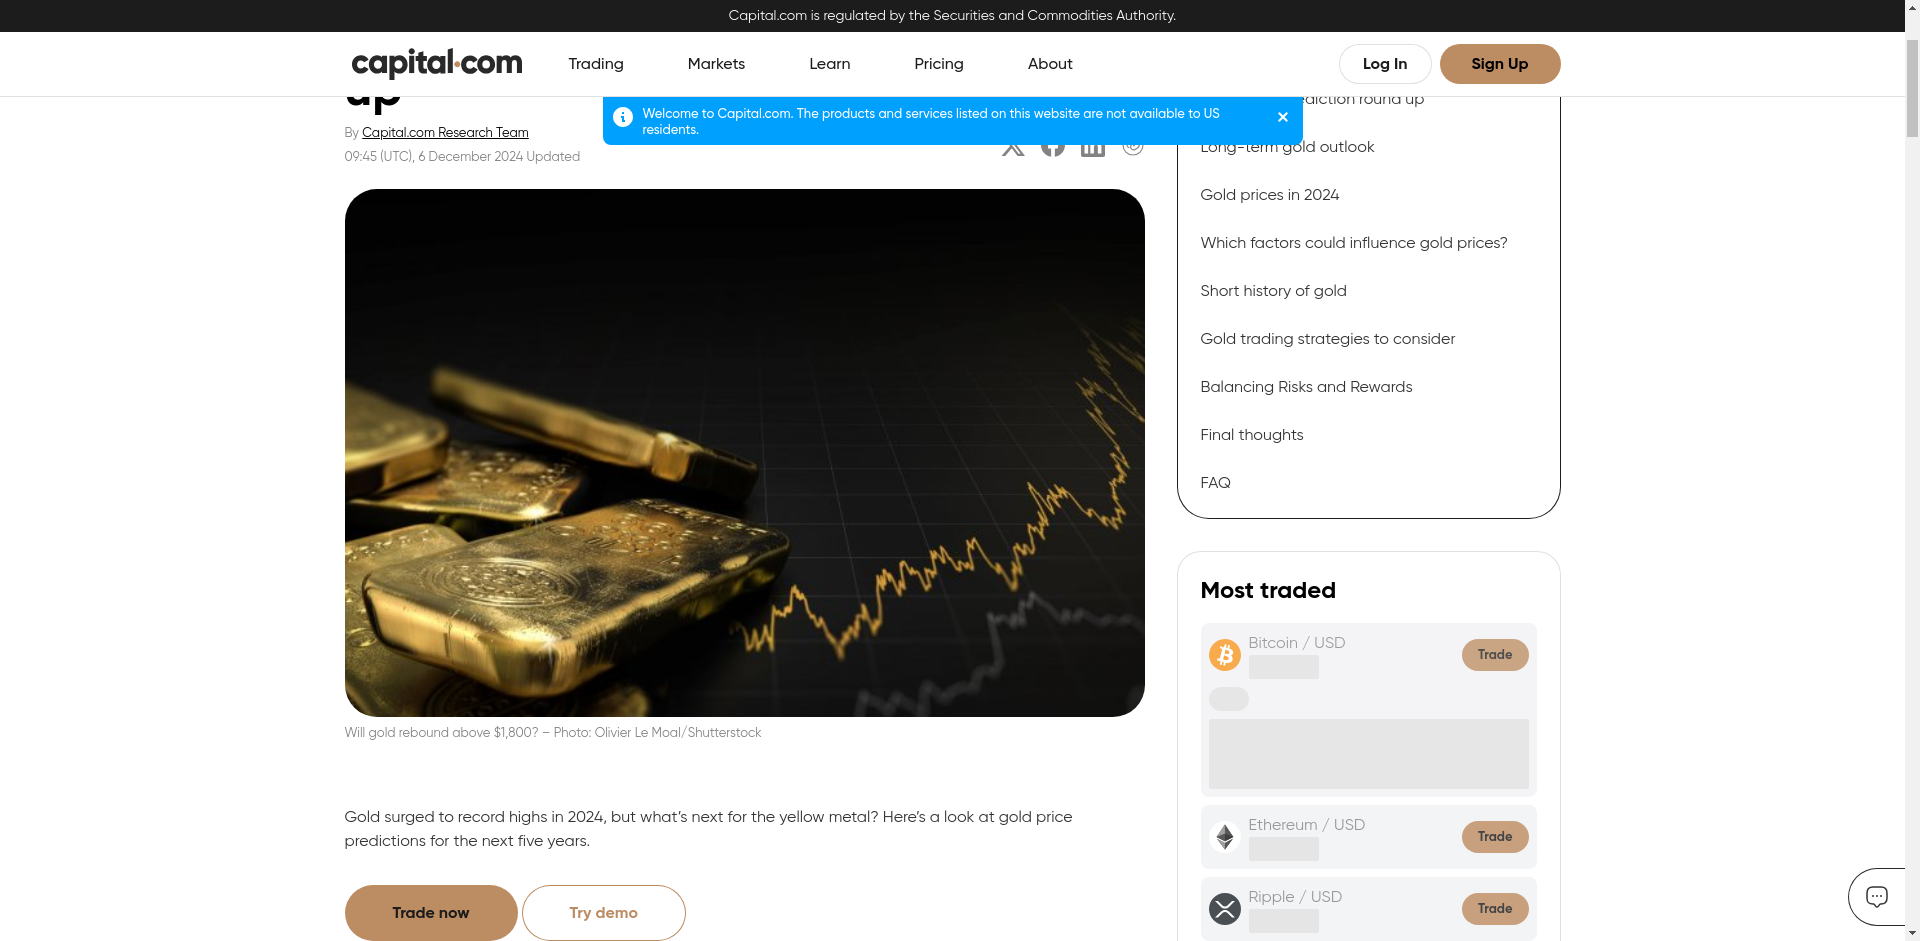 Capital.com is regulated by the Securities and Commodities Authority.
capital.com
Trading
Markets
Learn
Pricing
About
Log In
Sign Up
Welcome to Capital.com. The products and services listed on this website are not available to US
residents.
up
By Capital.com Research Team
09:45 (UTC), 6 December 2024 Updated
Will gold rebound above $1,800? – Photo: Olivier Le Moal/Shutterstock
Gold surged to record highs in 2024, but what's next for the yellow metal? Here's a look at gold price
predictions for the next five years.
Trade now
Try demo
round up
Long-term gold outlook
Gold prices in 2024
Which factors could influence gold prices?
Short history of gold
Gold trading strategies to consider
Balancing Risks and Rewards
Final thoughts
FAQ
Most traded
Bitcoin / USD
Trade
Ethereum / USD
Trade
Ripple / USD
Trade